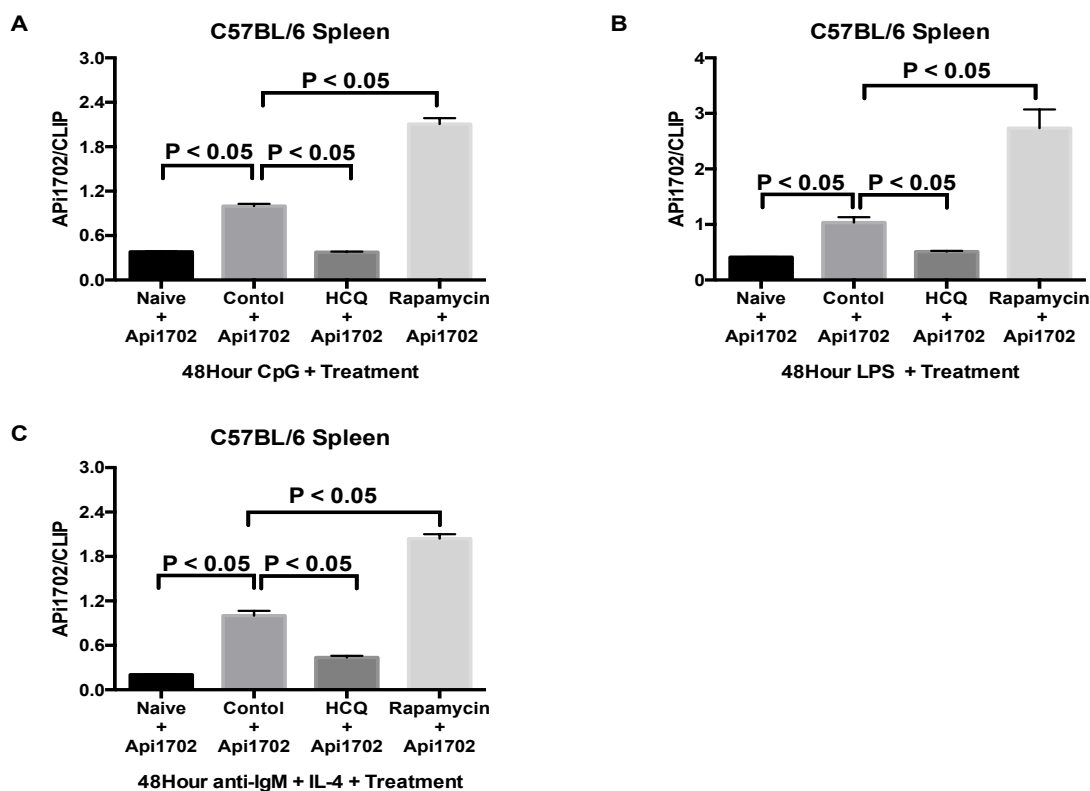 A
C57BL/6 Spleen
3.0
2.4
1.8
1.2
0.6
0.0
APi1702/CLIP
P < 0.05
P < 0.05 P < 0.05
Naive Contol HCQ Rapamycin
+ + + +
Api1702 Api1702 Api1702 Api1702
48Hour CpG + Treatment
B
C57BL/6 Spleen
4
3
2
1
0
APi1702/CLIP
P < 0.05
P < 0.05 P < 0.05
Naive Contol HCQ Rapamycin
+ + + +
Api1702 Api1702 Api1702 Api1702
48Hour LPS + Treatment
C
C57BL/6 Spleen
3.0
2.4
1.8
1.2
0.6
0.0
APi1702/CLIP
P < 0.05
P < 0.05 P < 0.05
Naive Contol HCQ Rapamycin
+ + + +
Api1702 Api1702 Api1702 Api1702
48Hour anti-IgM + IL-4 + Treatment